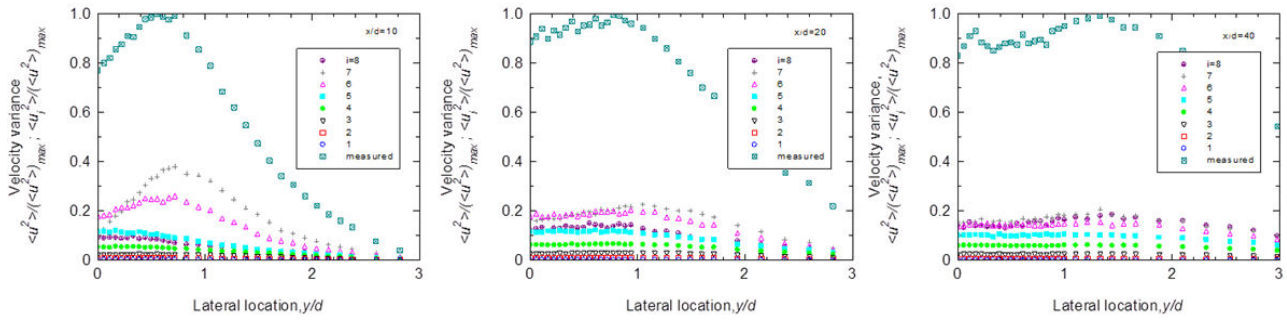 Velocity variance
<u²>/(<u²>)max ; <ui²>/(<u²>)max
1.0
0.8
0.6
0.4
0.2
0
x/d=10
i=8
7
6
5
4
3
2
1
measured
0
1
2
3
Lateral location,y/d
Velocity variance
<u²>/(<u²>)max ; <ui²>/(<u²>)max
1.0
0.8
0.6
0.4
0.2
0
x/d=20
i=8
7
6
5
4
3
2
1
measured
0
1
2
3
Lateral location,y/d
Velocity variance,
<u²>/(<u²>)max ; <ui²>/(<u²>)max
1.0
0.8
0.6
0.4
0.2
0
x/d=40
i=8
7
6
5
4
3
2
1
measured
0
1
2
3
Lateral location,y/d